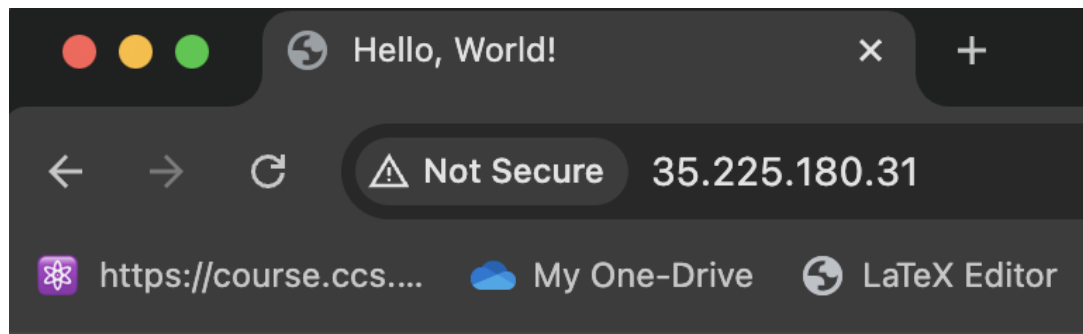 Hello, World!
Not Secure 35.225.180.31
https://course.ccs.... My One-Drive LaTeX Editor